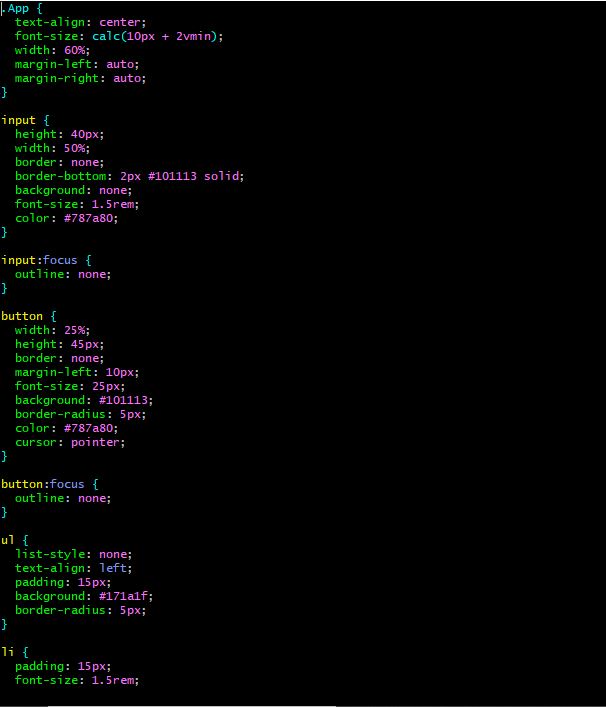 .App {
  text-align: center;
  font-size: calc(10px + 2vmin);
  width: 60%;
  margin-left: auto;
  margin-right: auto;
}

input {
  height: 40px;
  width: 50%;
  border: none;
  border-bottom: 2px #101113 solid;
  background: none;
  font-size: 1.5rem;
  color: #787a80;
}

input:focus {
  outline: none;
}

button {
  width: 25%;
  height: 45px;
  border: none;
  margin-left: 10px;
  font-size: 25px;
  background: #101113;
  border-radius: 5px;
  color: #787a80;
  cursor: pointer;
}

button:focus {
  outline: none;
}

ul {
  list-style: none;
  text-align: left;
  padding: 15px;
  background: #171a1f;
  border-radius: 5px;
}

li {
  padding: 15px;
  font-size: 1.5rem;